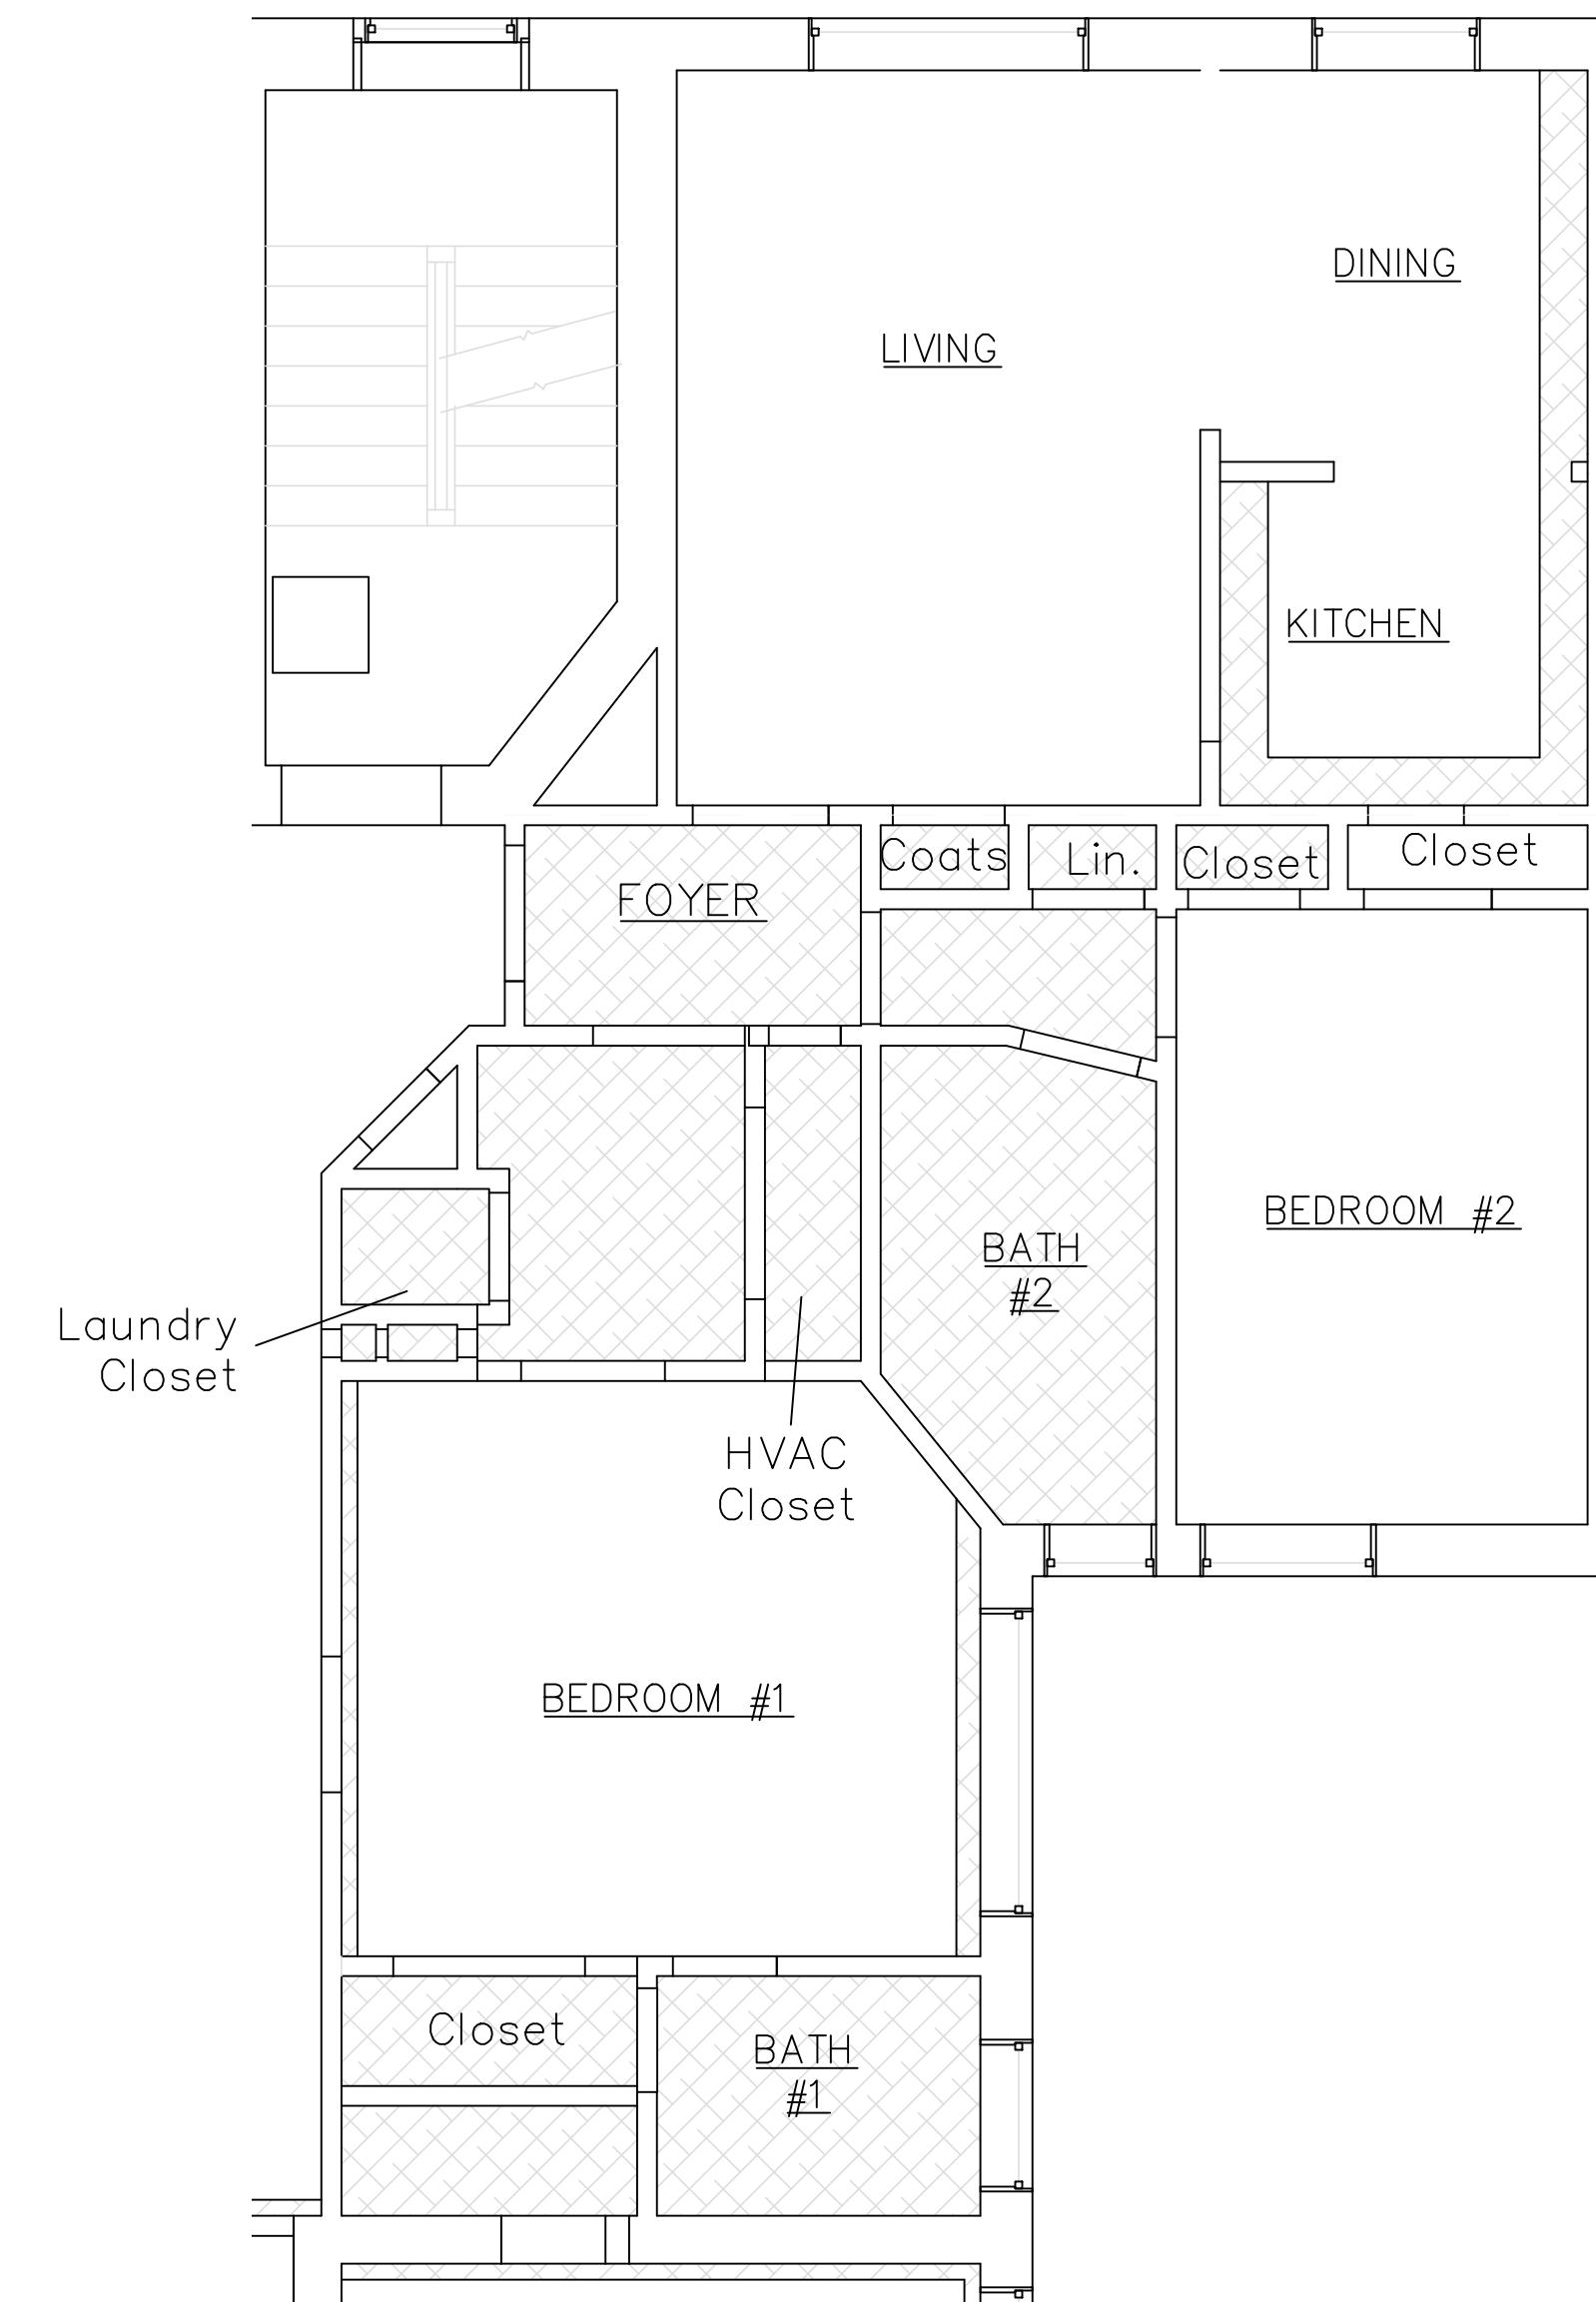 DINING
LIVING
KITCHEN
Coats
Lin.
Closet
Closet
FOYER
BEDROOM #2
BATH
#2
Laundry
Closet
HVAC
Closet
BEDROOM #1
Closet
BATH
#1